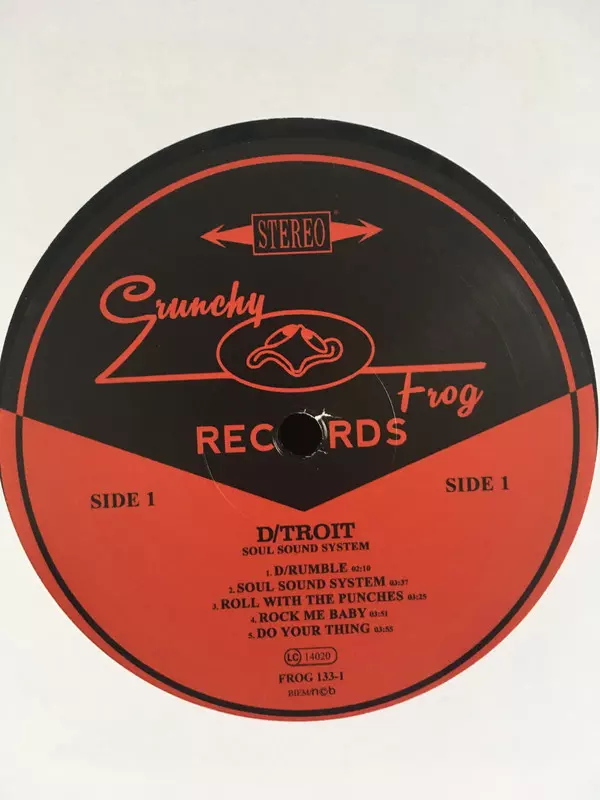 STEREO
Crunchy
Frog
RECORDS
SIDE 1
SIDE 1
D/TROIT
SOUL SOUND SYSTEM
1. D/RUMBLE 02:10
2. SOUL SOUND SYSTEM 03:37
3. ROLL WITH THE PUNCHES 03:25
4. ROCK ME BABY 03:51
5. DO YOUR THING 03:55
LC 14020
FROG 133-1
BIEM/n©b